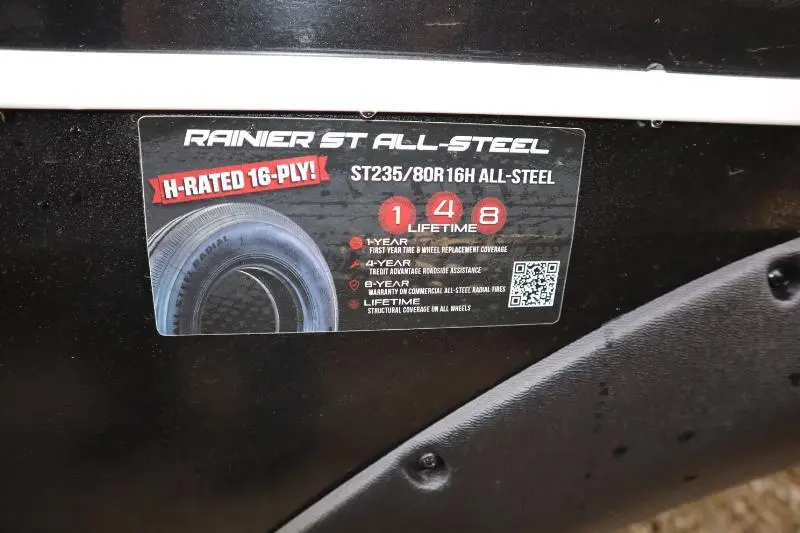 RAINIER ST ALL-STEEL
H-RATED 16-PLY!
ST235/80R16H ALL-STEEL
1 4 8
LIFETIME
1-YEAR
FIRST YEAR TIRE & WHEEL REPLACEMENT COVERAGE
4-YEAR
TREDIT ADVANTAGE ROADSIDE ASSISTANCE
8-YEAR
WARRANTY ON COMMERCIAL ALL-STEEL RADIAL TIRES
LIFETIME
STRUCTURAL COVERAGE ON ALL WHEELS
STEEL RADIAL